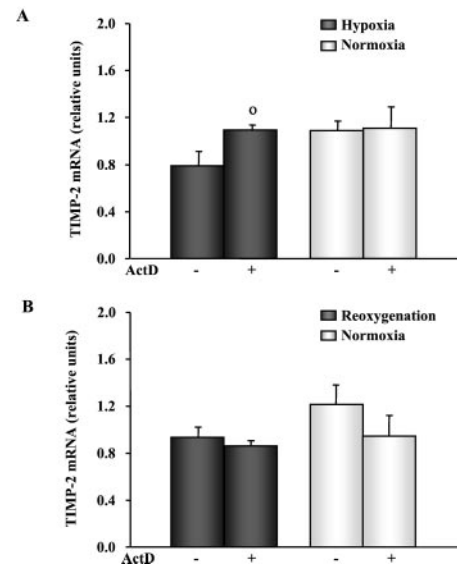 A
Hypoxia
Normoxia
TIMP-2 mRNA (relative units)
2.0
1.6
1.2
0.8
0.4
0.0
o
ActD - + - +
B
Reoxygenation
Normoxia
TIMP-2 mRNA (relative units)
2.0
1.6
1.2
0.8
0.4
0.0
ActD - + - +